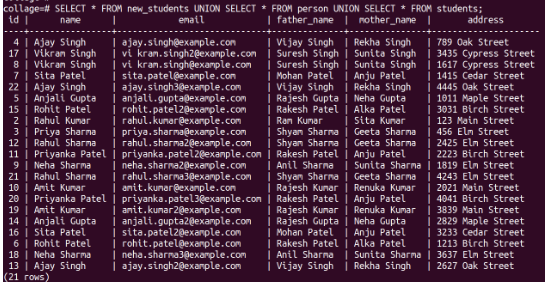 collage=# SELECT * FROM new_students UNION SELECT * FROM person UNION SELECT * FROM students;
id | name | email | father_name | mother_name | address
4 | Ajay Singh | ajay.singh@example.com | Vijay Singh | Rekha Singh | 789 Oak Street
17 | Vikram Singh | vi kram.singh2@example.com | Suresh Singh | Sunita Singh | 3435 Cypress Street
8 | Vikram Singh | vi kram.singh@example.com | Suresh Singh | Sunita Singh | 1617 Cypress Street
7 | Sita Patel | sita.patel@example.com | Mohan Patel | Anju Patel | 1415 Cedar Street
22 | Ajay Singh | ajay.singh3@example.com | Vijay Singh | Rekha Singh | 4445 Oak Street
5 | Anjali Gupta | anjali.gupta@example.com | Rajesh Gupta | Neha Gupta | 1011 Maple Street
15 | Rohit Patel | rohit.patel2@example.com | Rakesh Patel | Alka Patel | 3031 Birch Street
2 | Rahul Kumar | rahul.kumar@example.com | Ram Kumar | Sita Kumar | 123 Main Street
3 | Priya Sharma | priya.sharma@example.com | Shyam Sharma | Geeta Sharma | 456 Elm Street
12 | Rahul Sharma | rahul.sharma2@example.com | Shyam Sharma | Geeta Sharma | 2425 Elm Street
11 | Priyanka Patel | priyanka.patel2@example.com | Rakesh Patel | Anju Patel | 2223 Birch Street
9 | Neha Sharma | neha.sharma2@example.com | Anil Sharma | Sunita Sharma | 1819 Elm Street
21 | Rahul Sharma | rahul.sharma3@example.com | Shyam Sharma | Geeta Sharma | 4243 Elm Street
10 | Amit Kumar | amit.kumar@example.com | Rajesh Kumar | Renuka Kumar | 2021 Main Street
20 | Priyanka Patel | priyanka.patel3@example.com | Rakesh Patel | Anju Patel | 4041 Birch Street
19 | Amit Kumar | amit.kumar2@example.com | Rajesh Kumar | Renuka Kumar | 3839 Main Street
14 | Anjali Gupta | anjali.gupta2@example.com | Rajesh Gupta | Neha Gupta | 2829 Maple Street
16 | Sita Patel | sita.patel2@example.com | Mohan Patel | Anju Patel | 3233 Cedar Street
6 | Rohit Patel | rohit.patel@example.com | Rakesh Patel | Alka Patel | 1213 Birch Street
18 | Neha Sharma | neha.sharma3@example.com | Anil Sharma | Sunita Sharma | 3637 Elm Street
13 | Ajay Singh | ajay.singh2@example.com | Vijay Singh | Rekha Singh | 2627 Oak Street
(21 rows)